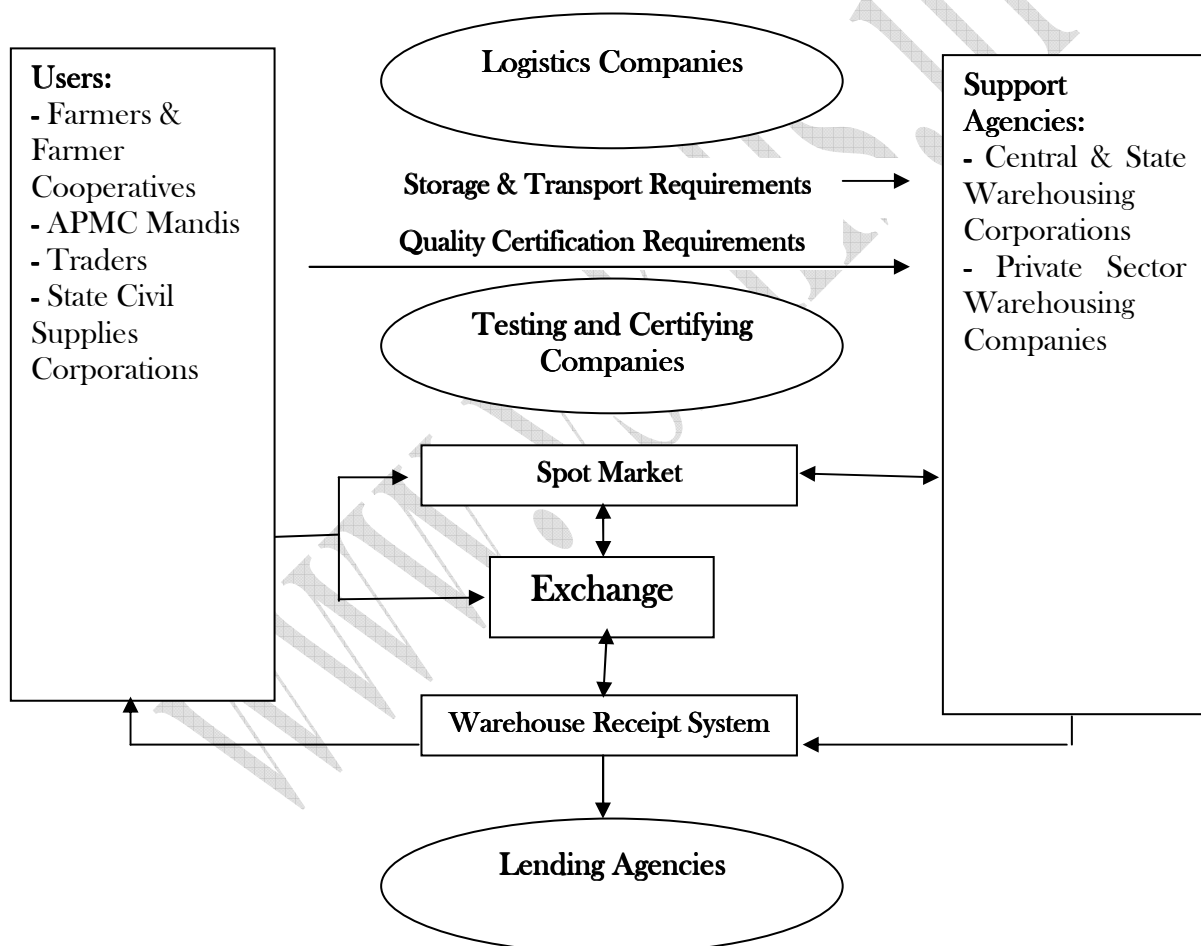 Users:
- Farmers &
Farmer
Cooperatives
- APMC Mandis
- Traders
- State Civil
Supplies
Corporations
Logistics Companies
Storage & Transport Requirements
Quality Certification Requirements
Testing and Certifying
Companies
Spot Market
Exchange
Warehouse Receipt System
Lending Agencies
Support
Agencies:
- Central & State
Warehousing
Corporations
- Private Sector
Warehousing
Companies